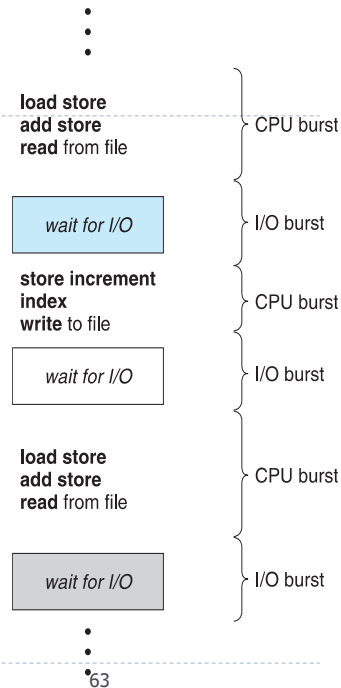 load store
add store
read from file
CPU burst
wait for I/O
I/O burst
store increment
index
write to file
CPU burst
wait for I/O
I/O burst
load store
add store
read from file
CPU burst
wait for I/O
I/O burst
63